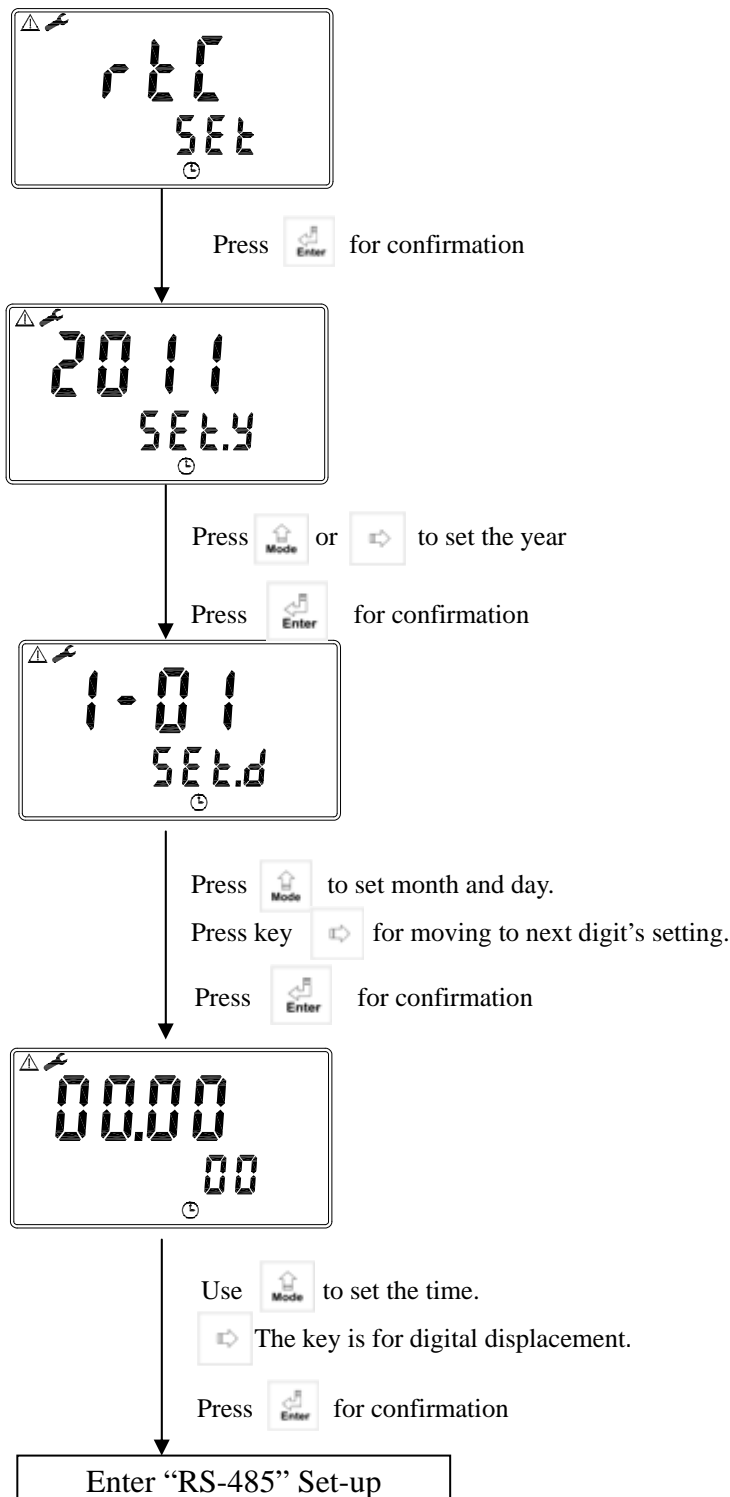 rtC
SEt
Press Enter for confirmation
2011
SEt.y
Press Mode or to set the year
Press Enter for confirmation
1-01
SEt.d
Press Mode to set month and day.
Press key for moving to next digit's setting.
Press Enter for confirmation
00.00
00
Use Mode to set the time.
The key is for digital displacement.
Press Enter for confirmation
Enter “RS-485” Set-up